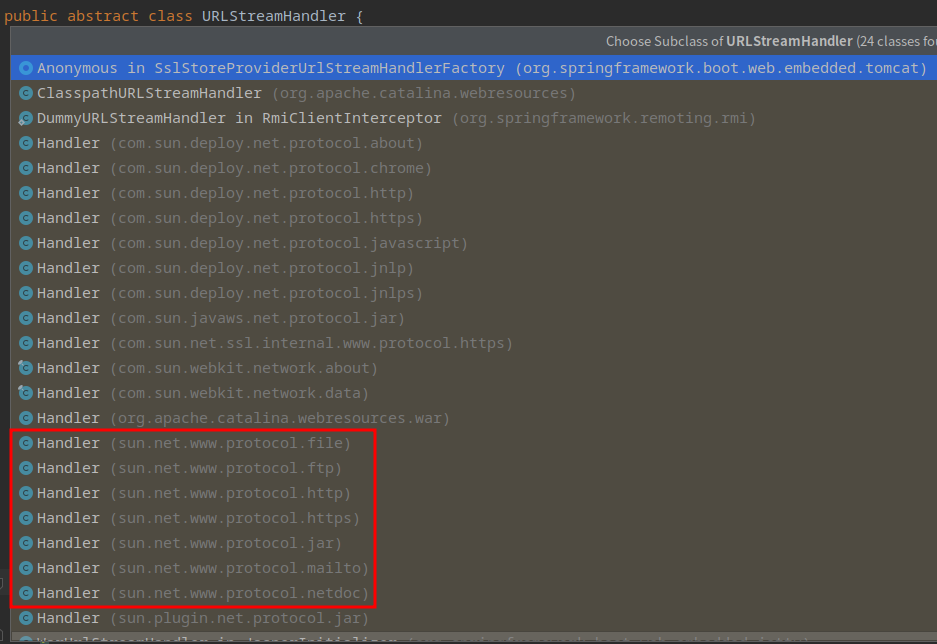 public abstract class URLStreamHandler {
Choose Subclass of URLStreamHandler (24 classes fou
Anonymous in SslStoreProviderUrlStreamHandlerFactory (org.springframework.boot.web.embedded.tomcat)
ClasspathURLStreamHandler (org.apache.catalina.webresources)
DummyURLStreamHandler in RmiClientInterceptor (org.springframework.remoting.rmi)
Handler (com.sun.deploy.net.protocol.about)
Handler (com.sun.deploy.net.protocol.chrome)
Handler (com.sun.deploy.net.protocol.http)
Handler (com.sun.deploy.net.protocol.https)
Handler (com.sun.deploy.net.protocol.javascript)
Handler (com.sun.deploy.net.protocol.jnlp)
Handler (com.sun.deploy.net.protocol.jnlps)
Handler (com.sun.javaws.net.protocol.jar)
Handler (com.sun.net.ssl.internal.www.protocol.https)
Handler (com.sun.webkit.network.about)
Handler (com.sun.webkit.network.data)
Handler (org.apache.catalina.webresources.war)
Handler (sun.net.www.protocol.file)
Handler (sun.net.www.protocol.ftp)
Handler (sun.net.www.protocol.http)
Handler (sun.net.www.protocol.https)
Handler (sun.net.www.protocol.jar)
Handler (sun.net.www.protocol.mailto)
Handler (sun.net.www.protocol.netdoc)
Handler (sun.plugin.net.protocol.jar)